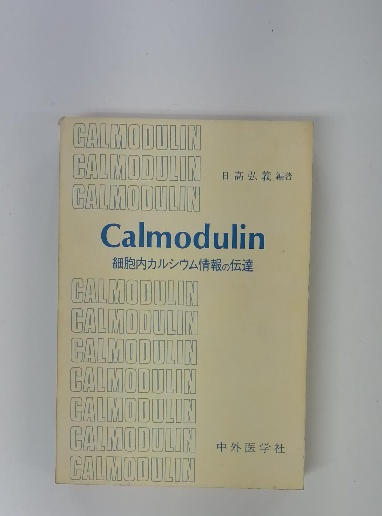 CALMODULIN
CALMODULIN
日高弘義 編著
CALMODULIN
Calmodulin
細胞内カルシウム情報の伝達
CALMODULIN
CALMODULIN
CALMODULIN
CALMODULIN
CALMODULIN
CALMODULIN
中外医学社
CALMODULIN